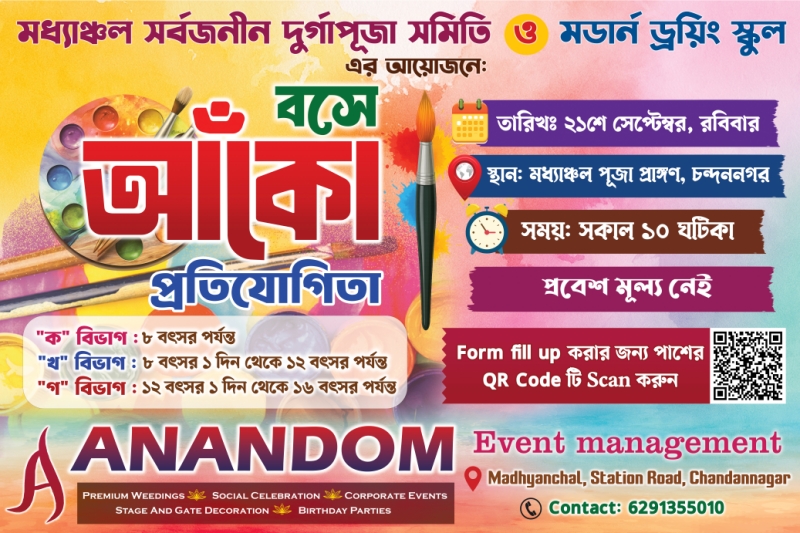 মধ্যাঞ্চল সর্বজনীন দুর্গাপূজা সমিতি ও মডার্ন ড্রয়িং স্কুল
এর আয়োজনে:
বসে
আঁকো
প্রতিযোগিতা
"ক" বিভাগ : ৮ বৎসর পর্যন্ত
"খ" বিভাগ : ৮ বৎসর ১ দিন থেকে ১২ বৎসর পর্যন্ত
"গ" বিভাগ : ১২ বৎসর ১ দিন থেকে ১৬ বৎসর পর্যন্ত
তারিখঃ ২১শে সেপ্টেম্বর, রবিবার
স্থান: মধ্যাঞ্চল পূজা প্রাঙ্গণ, চন্দননগর
সময়: সকাল ১০ ঘটিকা
প্রবেশ মূল্য নেই
Form fill up করার জন্য পাশের
QR Code টি Scan করুন
A ANANDOM
PREMIUM WEEDINGS SOCIAL CELEBRATION CORPORATE EVENTS
STAGE AND GATE DECORATION BIRTHDAY PARTIES
Event management
Madhyanchal, Station Road, Chandannagar
Contact: 6291355010